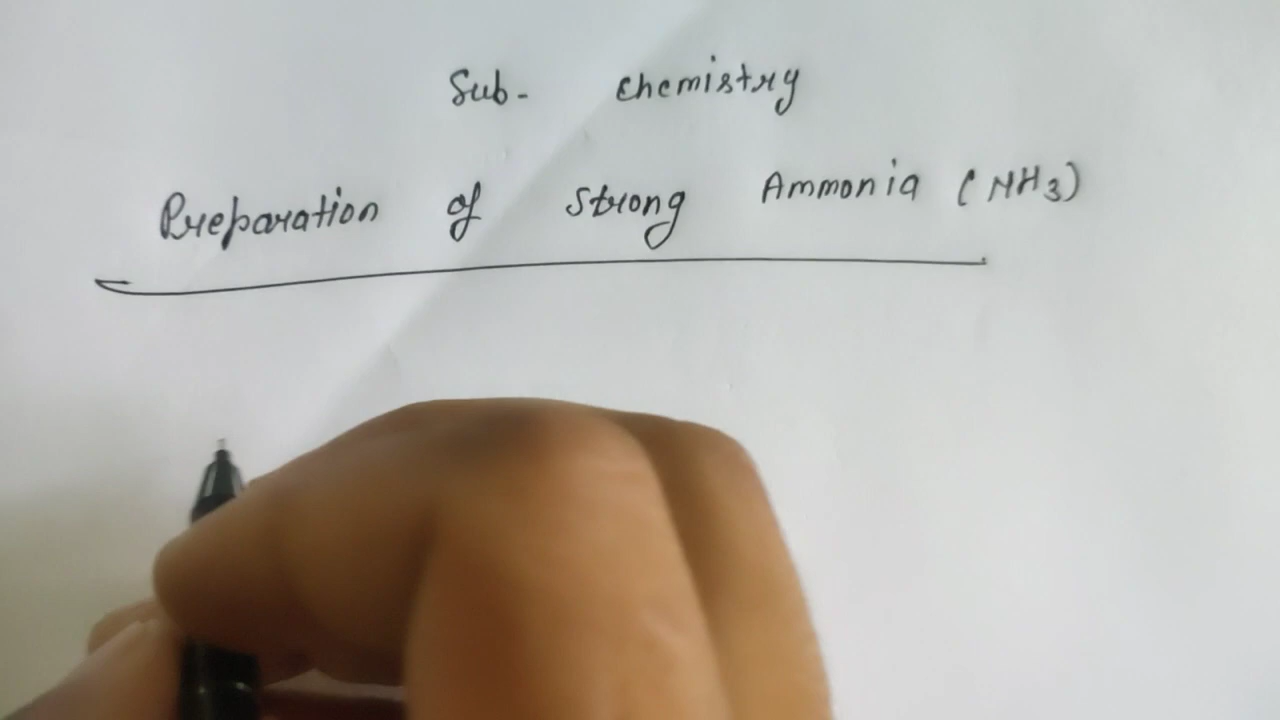 Sub- Chemistry
Preparation of Strong Ammonia (NH3)